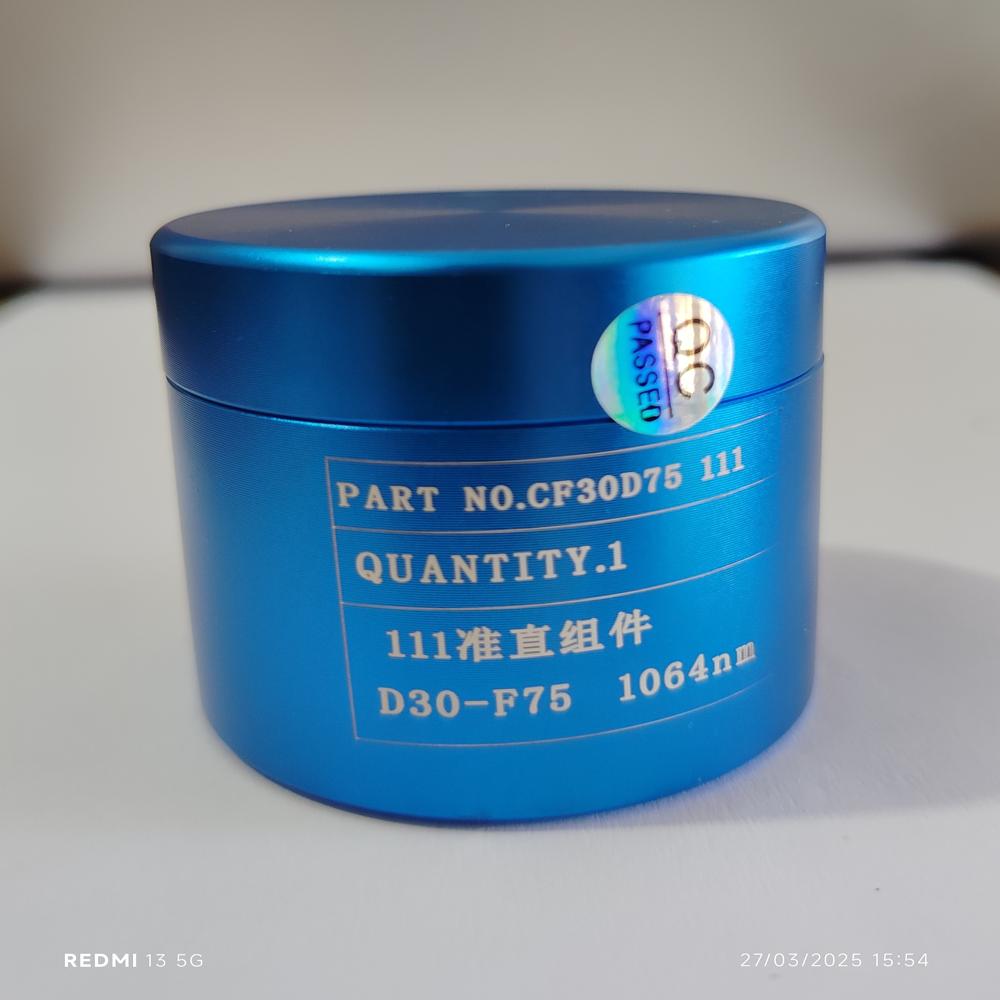 QC
PASSED
PART NO.CF30D75 111
QUANTITY.1
111准直组件
D30-F75 1064nm
REDMI 13 5G
27/03/2025 15:54